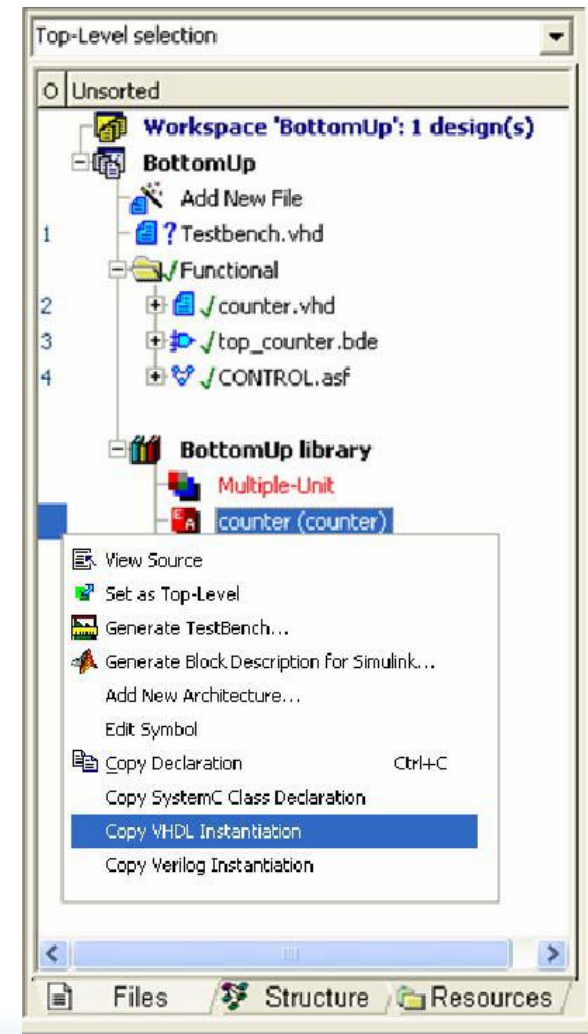 Top-Level selection
O Unsorted
Workspace 'BottomUp': 1 design(s)
BottomUp
Add New File
1 ? Testbench.vhd
Functional
2 counter.vhd
3 top_counter.bde
4 CONTROL.asf
BottomUp library
Multiple-Unit
E A counter (counter)
View Source
Set as Top-Level
Generate TestBench...
Generate Block Description for Simulink...
Add New Architecture...
Edit Symbol
Copy Declaration Ctrl+C
Copy SystemC Class Declaration
Copy VHDL Instantiation
Copy Verilog Instantiation
Files Structure Resources